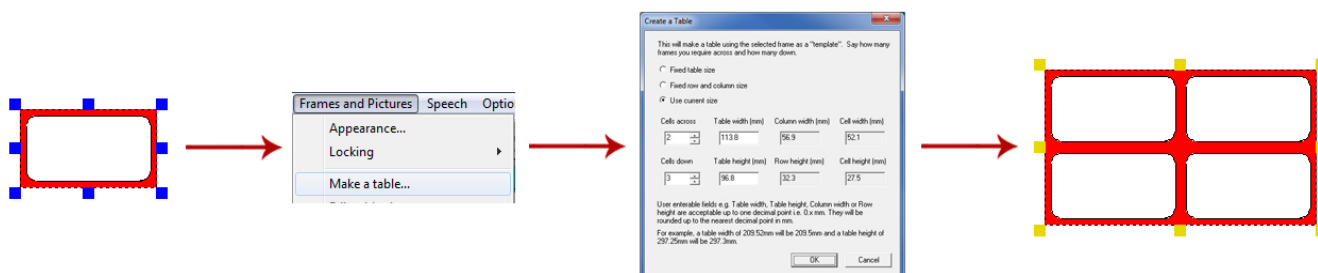 Frames and Pictures Speech Optio
Appearance...
Locking
Make a table...
Create a Table
This will make a table using the selected frame as a "template". Say how many
frames you require across and how many down.
Fixed table size
Fixed row and column size
Use current size
Cells across Table width (mm) Column width (mm) Cell width (mm)
2 113.8 56.9 52.1
Cells down Table height (mm) Row height (mm) Cell height (mm)
3 96.8 32.3 27.5
User enterable fields e.g. Table width, Table height, Column width or Row
height are acceptable up to one decimal point i.e. 0.x mm. They will be
rounded up to the nearest decimal point in mm.
For example, a table width of 209.52mm will be 209.5mm and a table height of
297.25mm will be 297.3mm.
OK Cancel